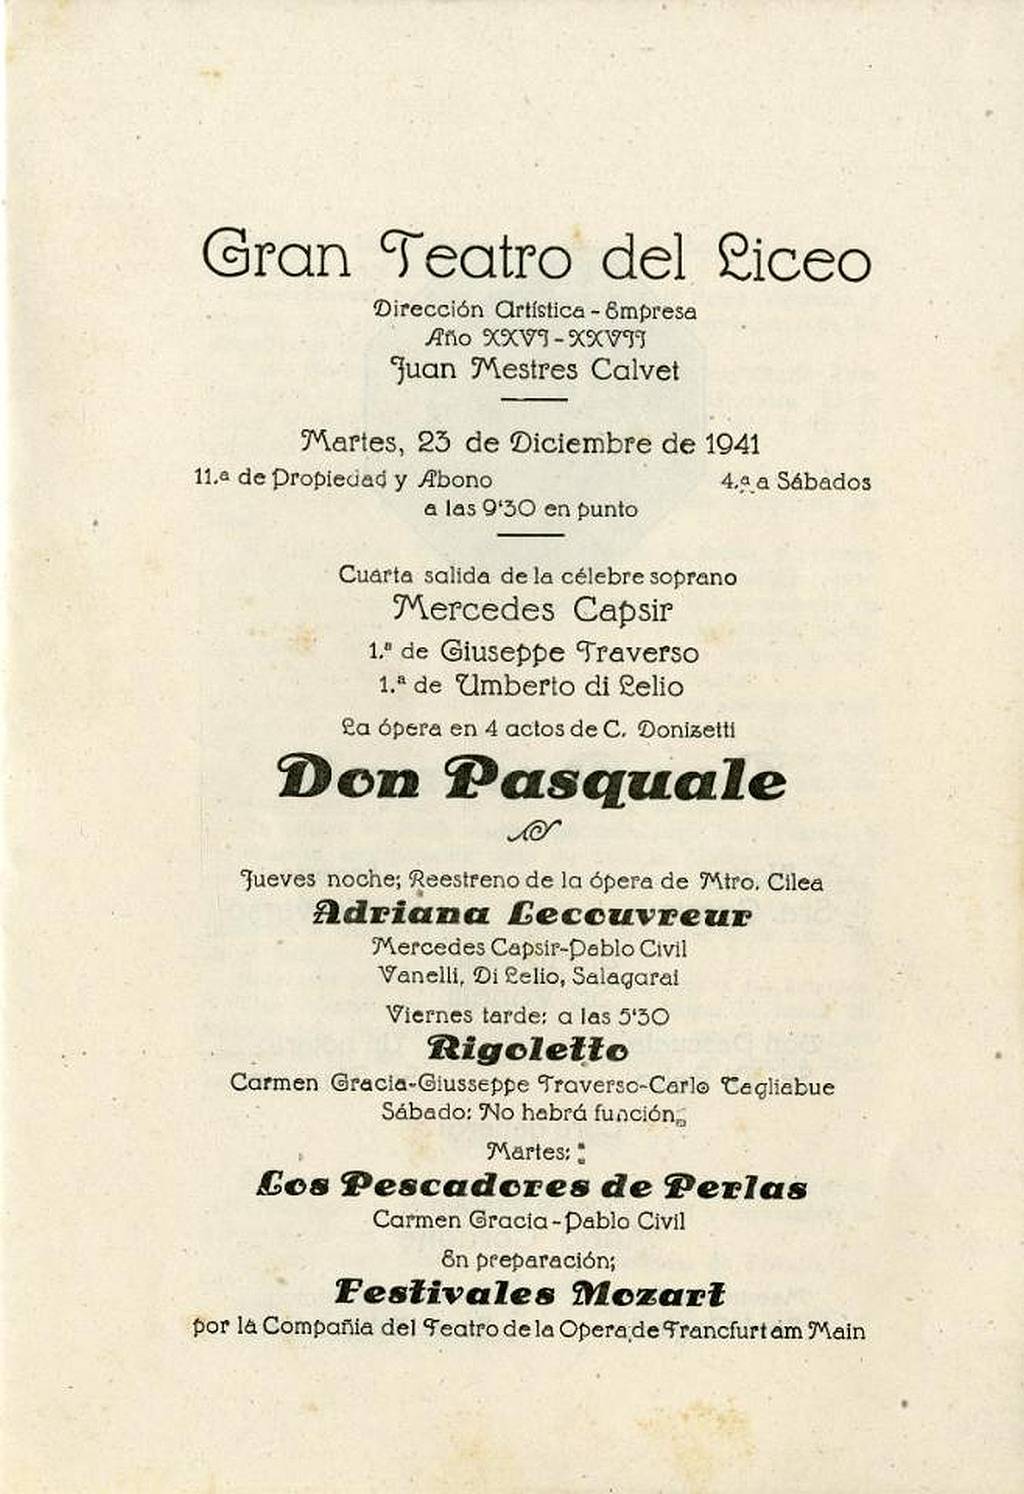 Gran Teatro del Liceo
Dirección Artística - Empresa
Año XXVI - XXVII
Juan Mestres Calvet
Martes, 23 de Diciembre de 1941
11.ª de Propiedad y Abono 4.ª a Sábados
a las 9'30 en punto
Cuarta salida de la célebre soprano
Mercedes Capsir
1.ª de Giuseppe Traverso
1.ª de Umberto di Lelio
La ópera en 4 actos de C. Donizetti
Don Pasquale
Jueves noche; Reestreno de la ópera de Mtro. Cilea
Adriana Lecouvreur
Mercedes Capsir-Pablo Civil
Vanelli, Di Lelio, Salagarai
Viernes tarde: a las 5'30
Rigoletto
Carmen Gracia-Giusseppe Traverso-Carlo Tagliabue
Sábado: No habrá función
Martes:
Los Pescadores de Perlas
Carmen Gracia-Pablo Civil
En preparación;
Festivales Mozart
por la Compañia del Teatro de la Opera de Francfurt am Main